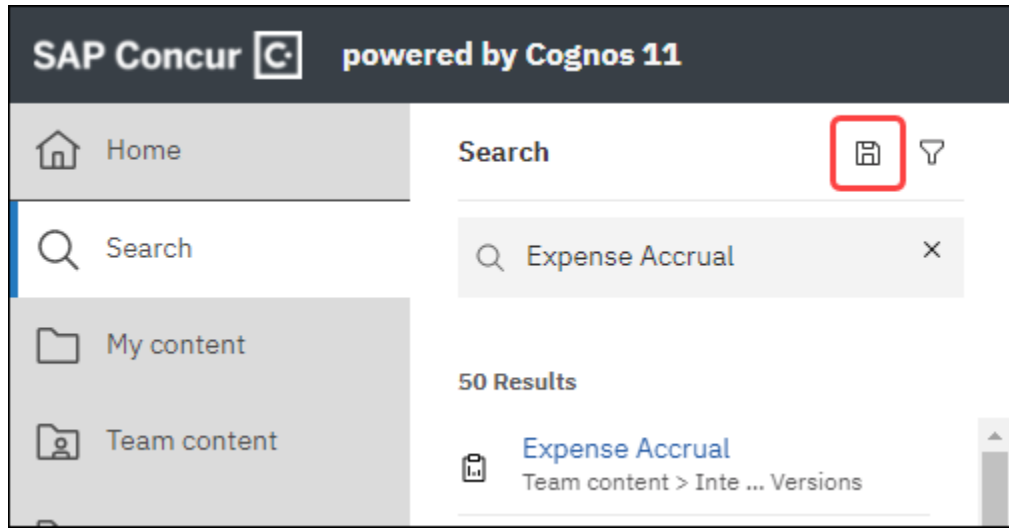 SAP Concur C powered by Cognos 11
Home
Search
My content
Team content
Search
Expense Accrual
50 Results
Expense Accrual
Team content > Inte ... Versions